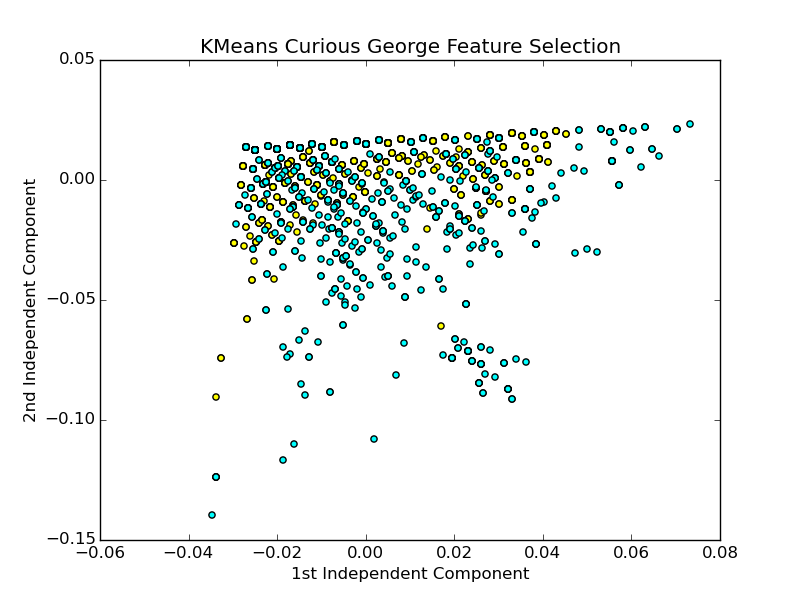 KMeans Curious George Feature Selection
0.05
0.00
−0.05
−0.10
−0.15
2nd Independent Component
−0.06 −0.04 −0.02 0.00 0.02 0.04 0.06 0.08
1st Independent Component